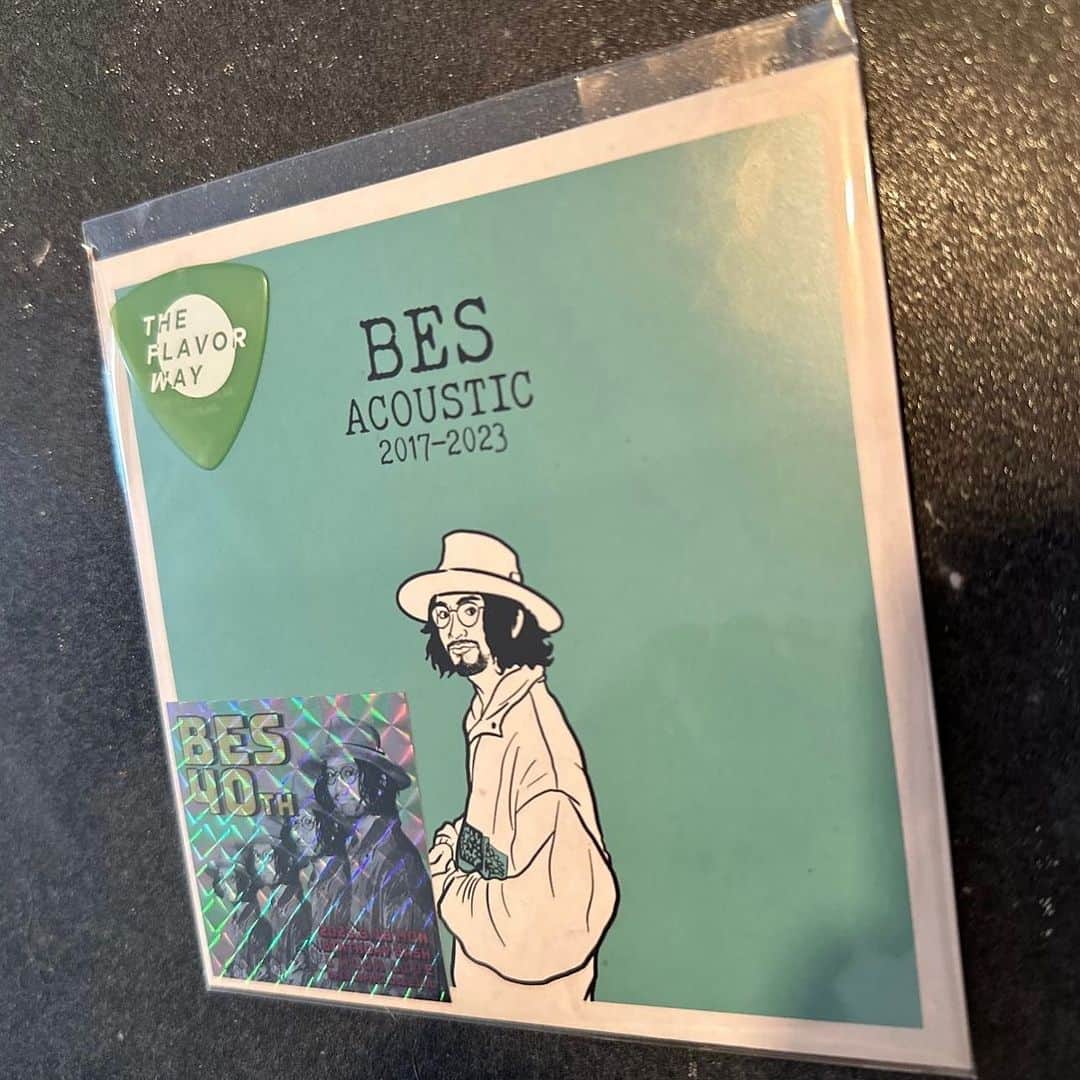 THE
FLAVOR
WAY
BES
ACOUSTIC
2017-2023
BES
40TH